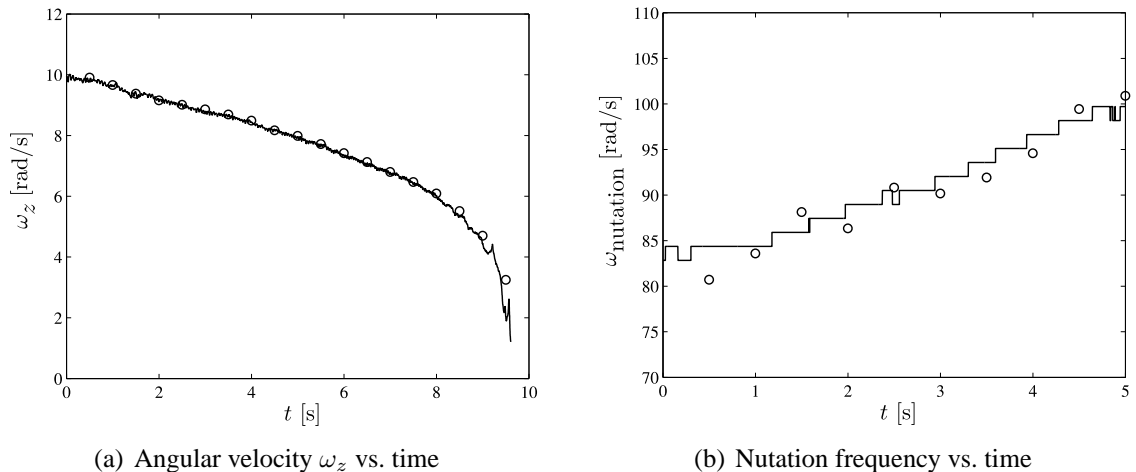 12
10
8
6
4
2
0
ω_z [rad/s]
0 2 4 6 8 10
t [s]
(a) Angular velocity ω_z vs. time
110
105
100
95
90
85
80
75
70
ω_nutation [rad/s]
0 1 2 3 4 5
t [s]
(b) Nutation frequency vs. time